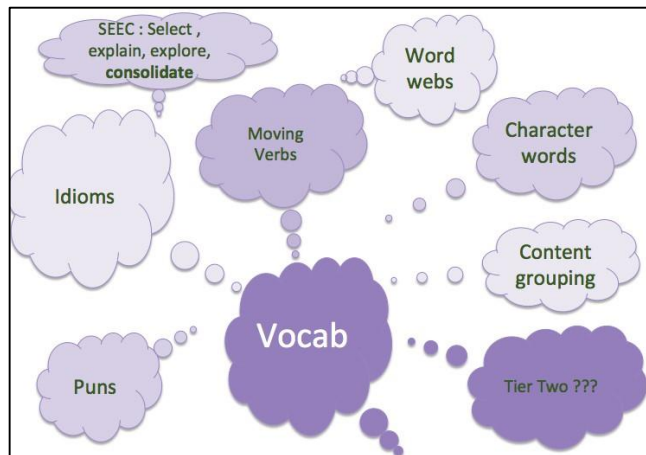 SEEC : Select ,
explain, explore,
consolidate
Word
webs
Moving
Verbs
Character
words
Idioms
Content
grouping
Vocab
Puns
Tier Two ???